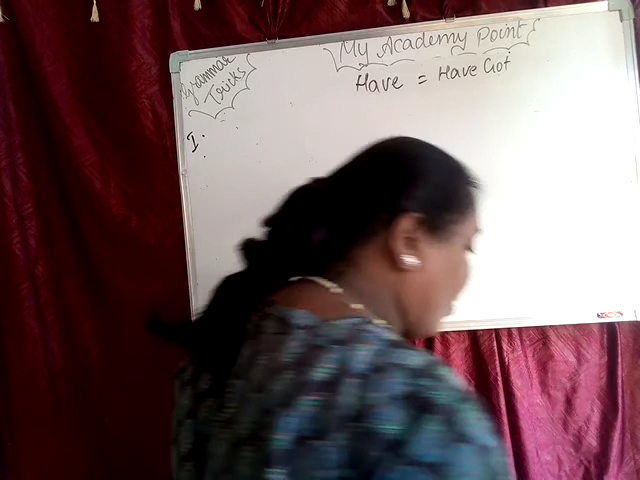 My Academy Point
Grammar
Tricks
Have = Have Got
I.